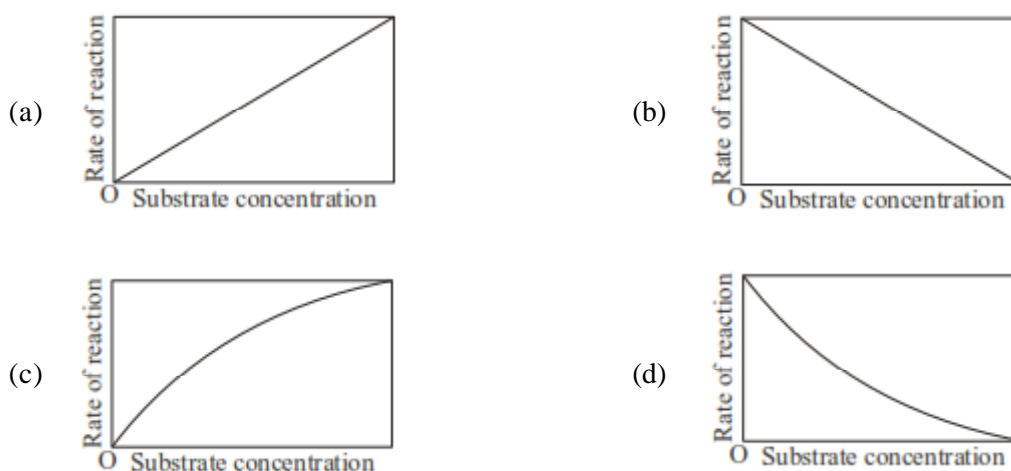 (a)
Rate of reaction
O Substrate concentration
(b)
Rate of reaction
O Substrate concentration
(c)
Rate of reaction
O Substrate concentration
(d)
Rate of reaction
O Substrate concentration